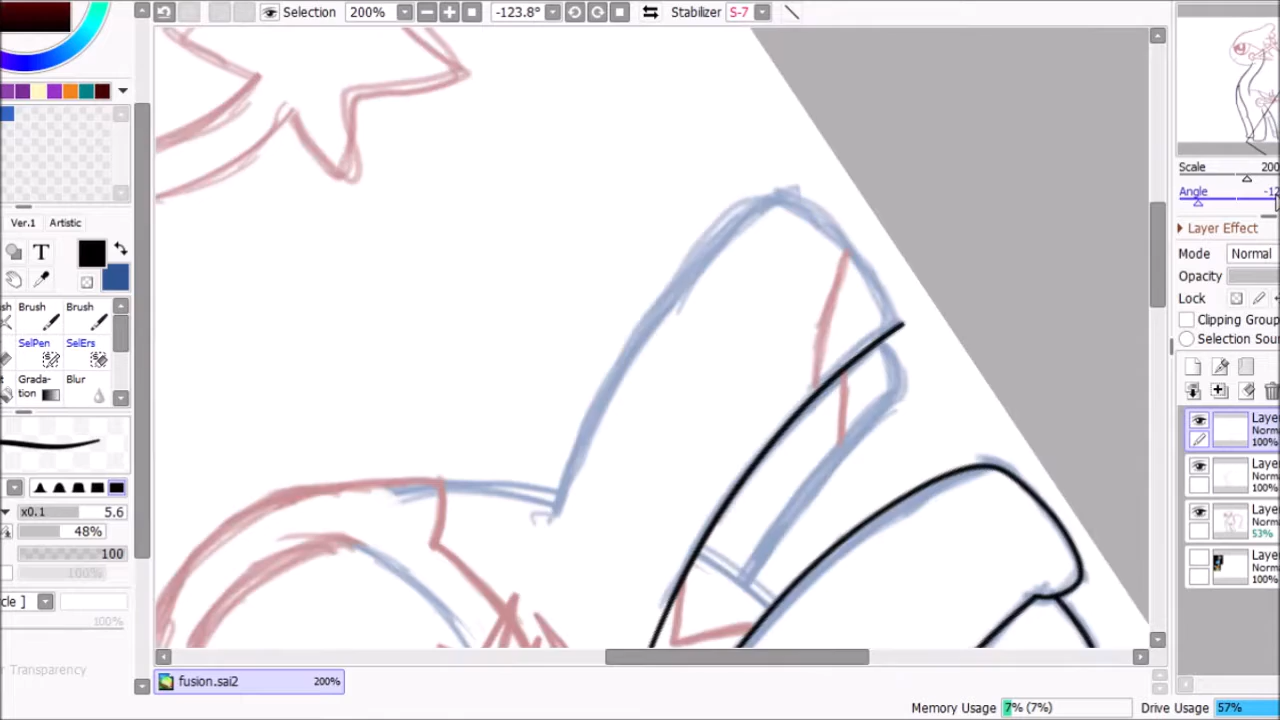 Selection 200% -123.8° Stabilizer S-7
Scale 200
Angle -12
Ver.1 Artistic
Layer Effect
Mode Normal
Opacity
Lock
Clipping Group
Selection Sou
Brush Brush
SelPen SelErs
Grada-
tion Blur
Laye
Norm
100%
Laye
Norm
100%
Laye
Norm
53%
Laye
Norm
100%
x0.1 5.6
48%
100
100%
cle ]
100%
r Transparency
fusion.sai2 200%
Memory Usage 7% (7%) Drive Usage 57%